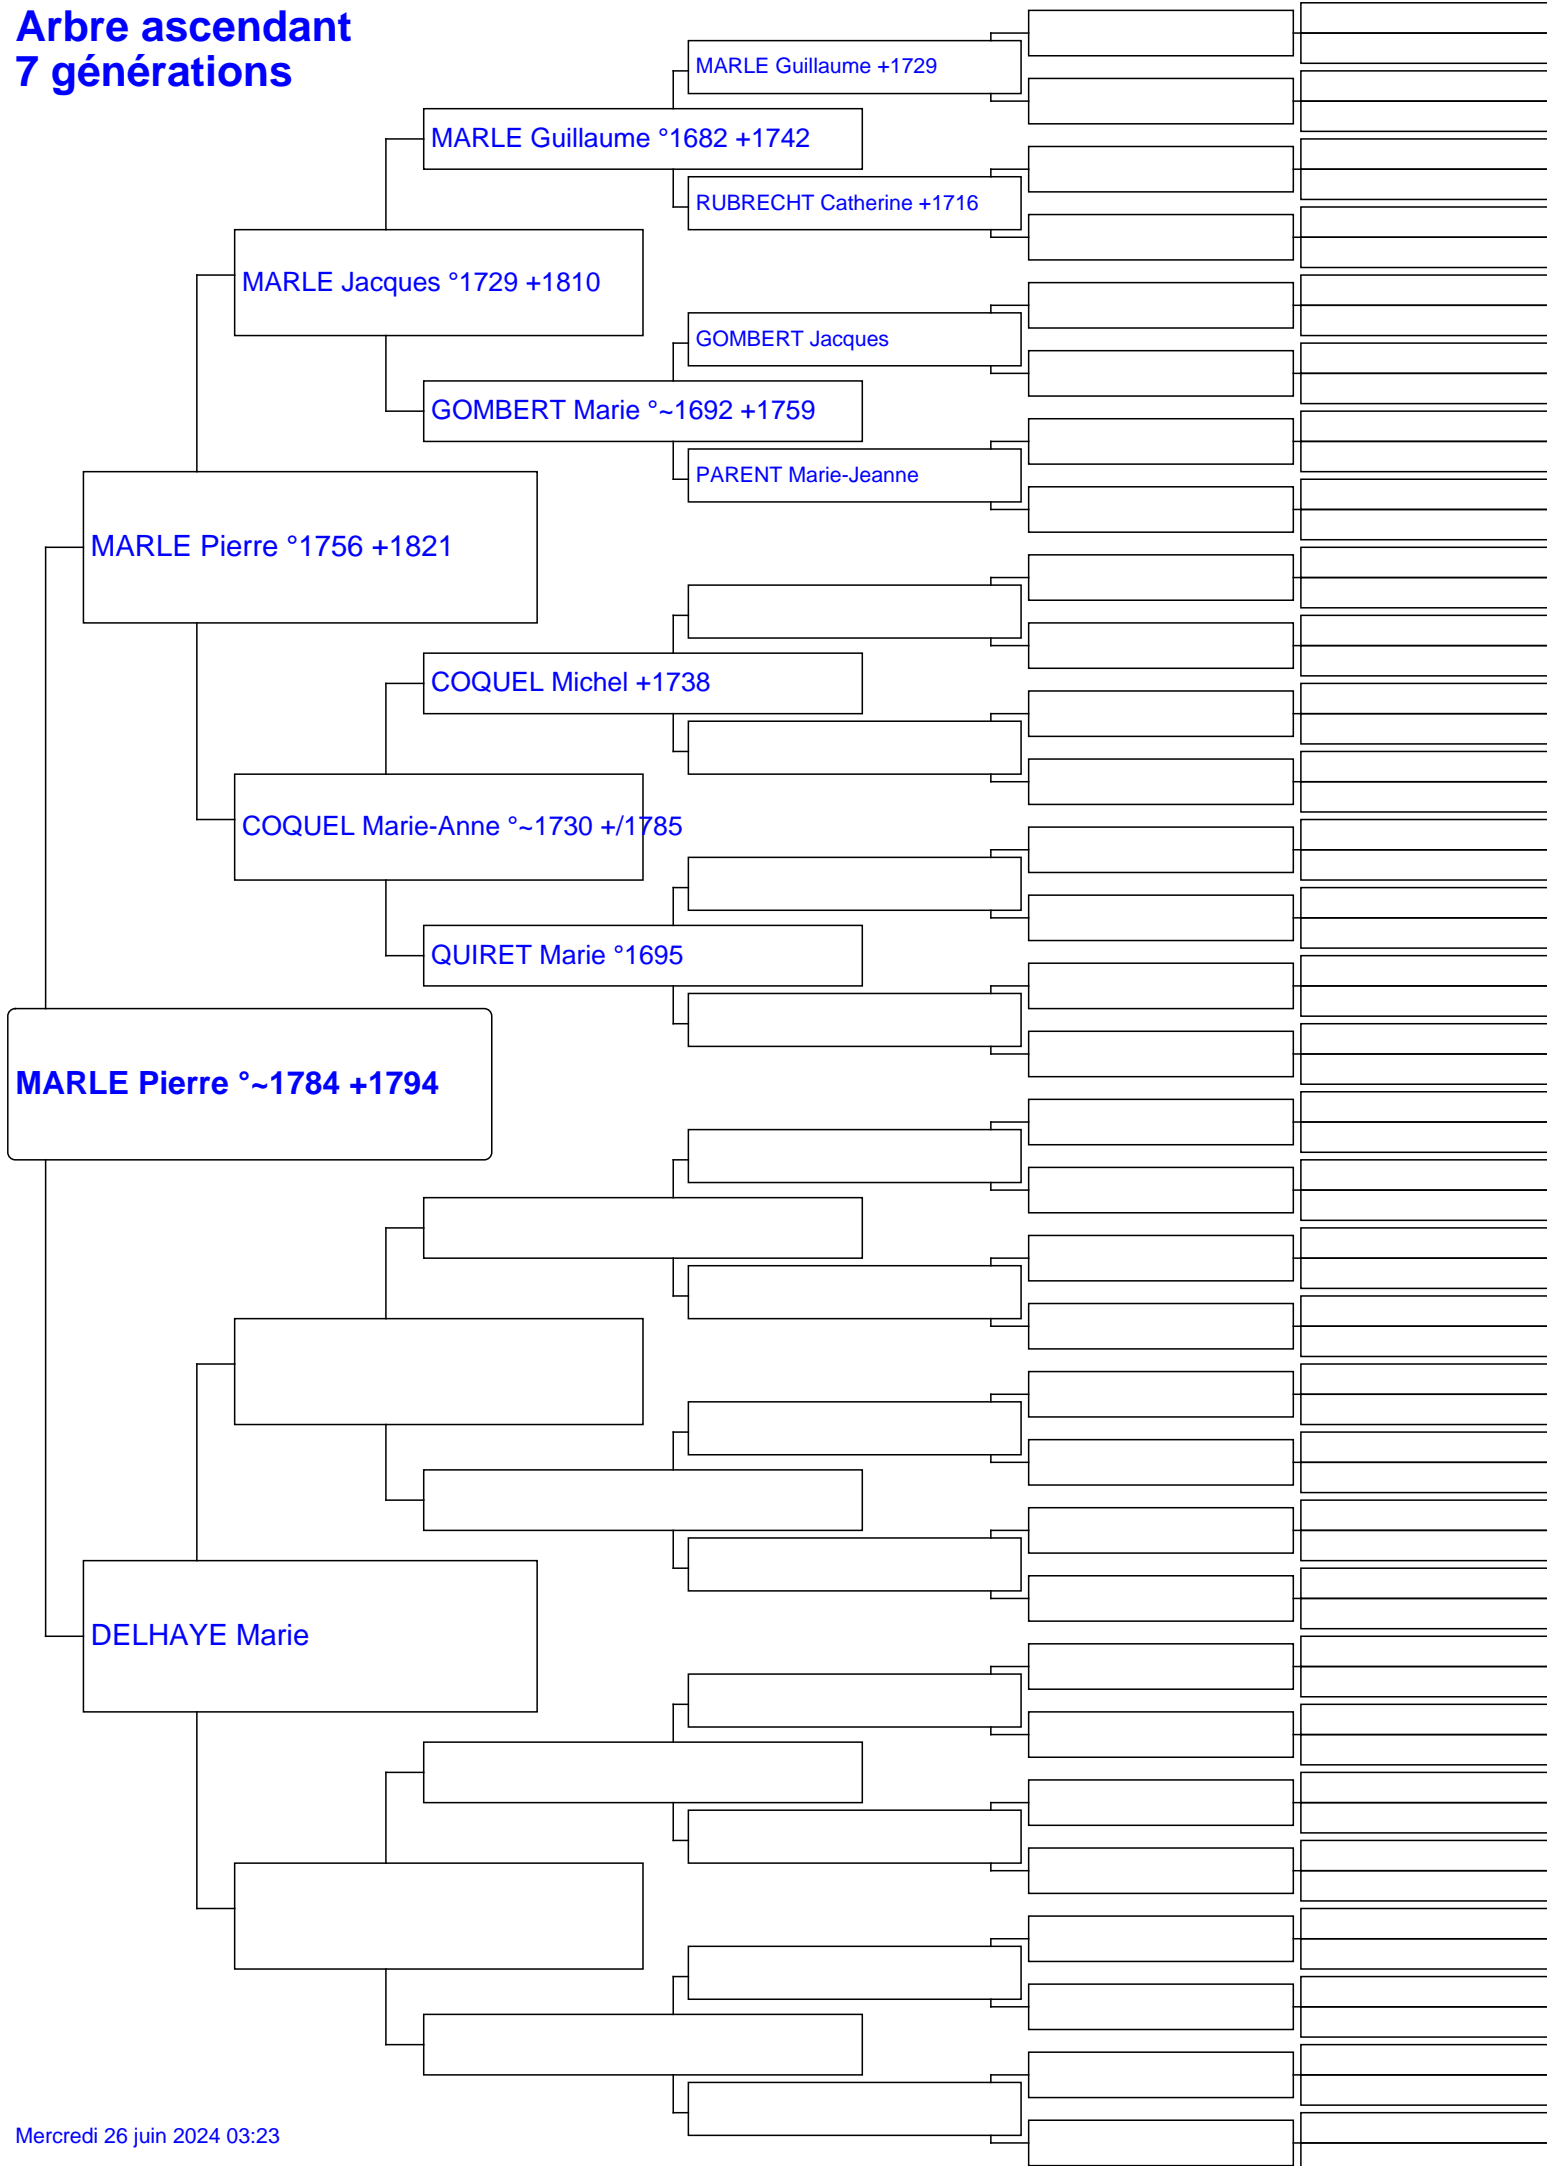 Arbre ascendant
7 générations
MARLE Guillaume +1729
MARLE Guillaume °1682 +1742
RUBRECHT Catherine +1716
MARLE Jacques °1729 +1810
GOMBERT Jacques
GOMBERT Marie °~1692 +1759
PARENT Marie-Jeanne
MARLE Pierre °1756 +1821
COQUEL Michel +1738
COQUEL Marie-Anne °~1730 +/1785
QUIRET Marie °1695
MARLE Pierre °~1784 +1794
DELHAYE Marie
Mercredi 26 juin 2024 03:23